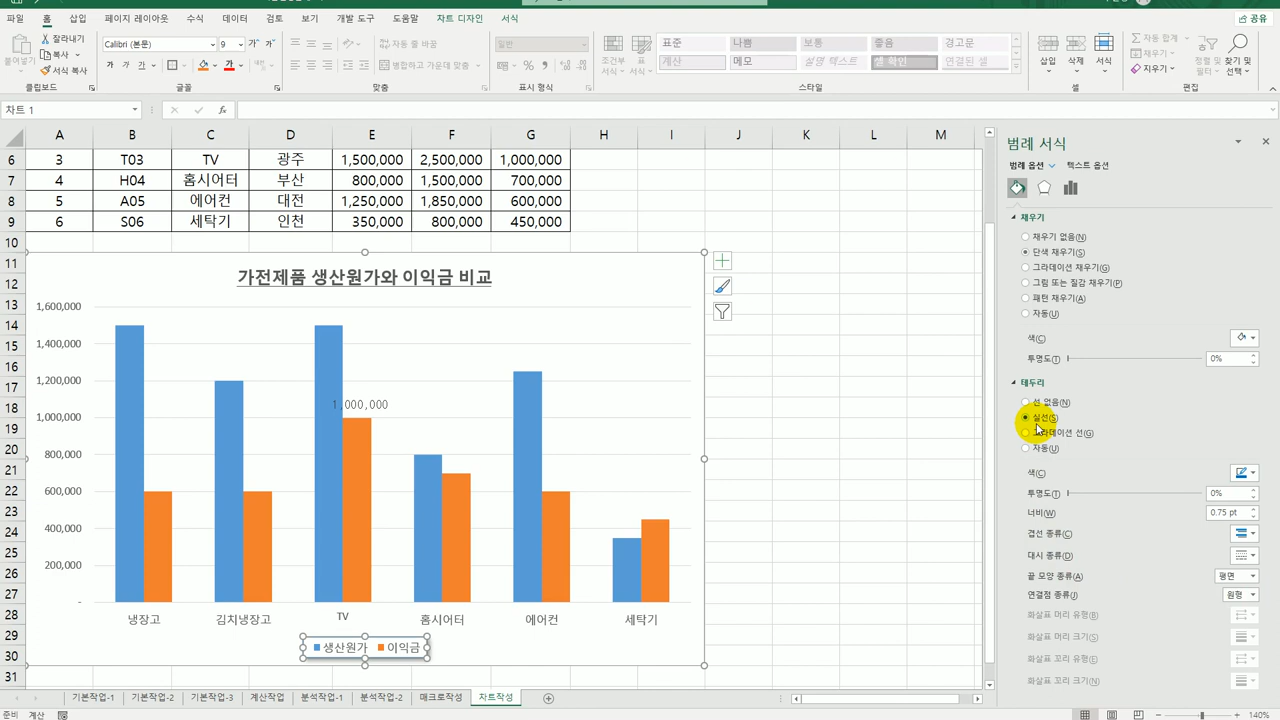 파일 홈 삽입 페이지 레이아웃 수식 데이터 검토 보기 개발 도구 도움말 차트 디자인 서식 공유
붙여넣기 잘라내기 복사 서식 복사
클립보드
Calibri (본문) 9 가 가
가 가 가 가 가
글꼴
자동 줄 바꿈
병합하고 가운데 맞춤
맞춤
일반
표시 형식
조건부 서식 표 서식
표준 나쁨 보통 좋음 경고문
계산 메모 설명 텍스트 셀 확인 연결된 셀
스타일
삽입 삭제 서식
셀
자동 합계 채우기 지우기 정렬 및 필터 찾기 및 선택
편집
차트 1 fx
A B C D E F G H I J K L M
6 3 T03 TV 광주 1,500,000 2,500,000 1,000,000
7 4 H04 홈시어터 부산 800,000 1,500,000 700,000
8 5 A05 에어컨 대전 1,250,000 1,850,000 600,000
9 6 S06 세탁기 인천 350,000 800,000 450,000
10
11
12
13
14
15
16
17
18
19
20
21
22
23
24
25
26
27
28
29
30
31
가전제품 생산원가와 이익금 비교
1,600,000
1,400,000
1,200,000
1,000,000
800,000
600,000
400,000
200,000
-
1,000,000
냉장고 김치냉장고 TV 홈시어터 에어컨 세탁기
생산원가 이익금
범례 서식
범례 옵션 텍스트 옵션
채우기
채우기 없음(N)
단색 채우기(S)
그라데이션 채우기(G)
그림 또는 질감 채우기(P)
패턴 채우기(A)
자동(U)
색(C)
투명도(T) 0%
테두리
선 없음(N)
실선(S)
그라데이션 선(G)
자동(U)
색(C)
투명도(T) 0%
너비(W) 0.75 pt
겹선 종류(C)
대시 종류(D)
끝 모양 종류(A) 평면
연결점 종류(J) 원형
화살표 머리 유형(B)
화살표 머리 크기(S)
화살표 꼬리 유형(E)
화살표 꼬리 크기(N)
기본작업-1 기본작업-2 기본작업-3 계산작업 분석작업-1 분석작업-2 매크로작성 차트작성
준비 계산 140%